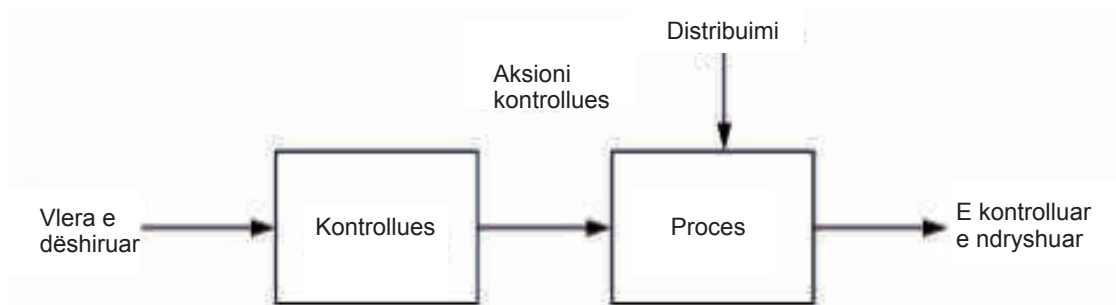 Distribuimi
Aksioni
kontrollues
Vlera e
dëshiruar
Kontrollues
Proces
E kontrolluar
e ndryshuar